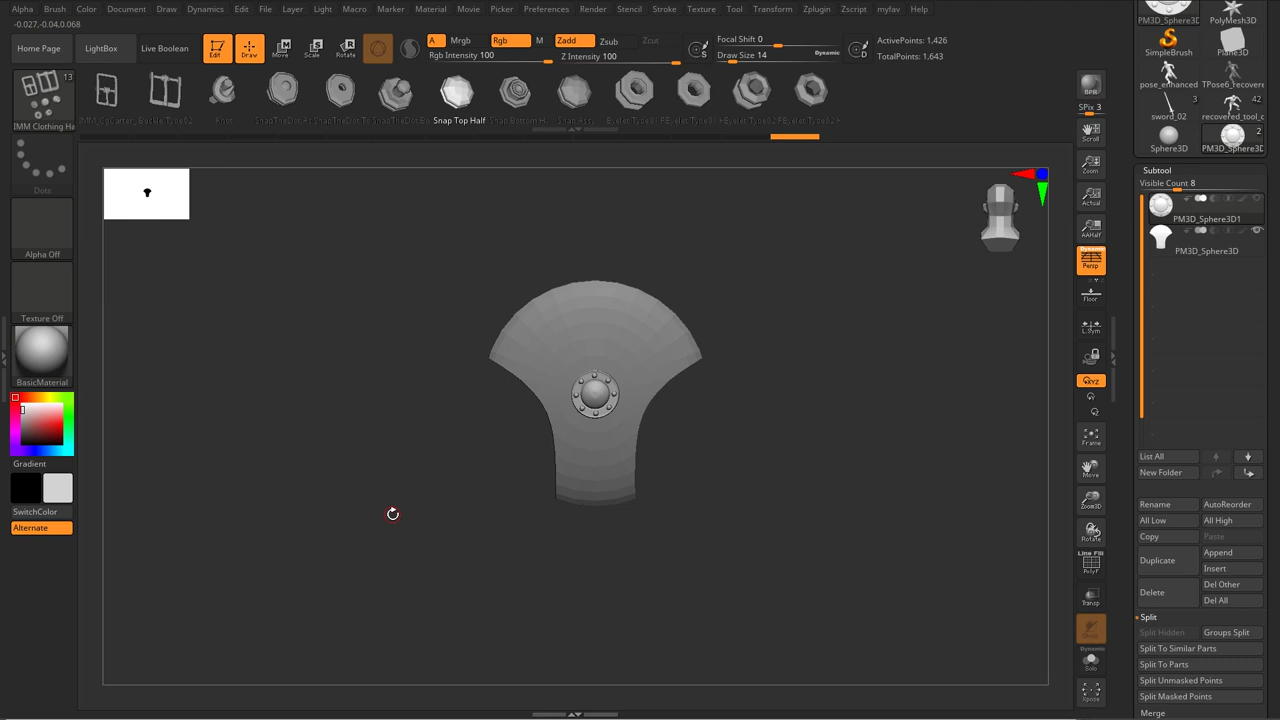 Alpha Brush Color Document Draw Dynamics Edit File Layer Light Macro Marker Material Movie Picker Preferences Render Stencil Stroke Texture Tool Transform Zplugin Zscript myfav Help
-0.027,-0.04,0.068
Home Page LightBox Live Boolean Edit Draw Move Scale Rotate A Mrgb Rgb M Zadd Zsub Zcut
Rgb Intensity 100 Z Intensity 100
Focal Shift 0
Draw Size 14 Dynamic
S D
ActivePoints: 1,426
TotalPoints: 1,643
13
IMM Clothing Ha
Knot
Snap Top Half
Dots
Alpha Off
Texture Off
BasicMaterial
Gradient
SwitchColor
Alternate
BPR
SPix 3
Scroll
Zoom
Actual
AAHalf
Dynamic
Persp
Floor
L.Sym
XYZ
Y
Z
Frame
Move
Zoom3D
Rotate
Line Fill
PolyF
Transp
Dynamic
Solo
Xpose
PM3D_Sphere3D PolyMesh3D
SimpleBrush Plane3D
pose_enhanced TPose6_recovere
3 42
sword_02 recovered_tool_c
2
Sphere3D PM3D_Sphere3D
Subtool
Visible Count 8
PM3D_Sphere3D1
PM3D_Sphere3D
List All
New Folder
Rename AutoReorder
All Low All High
Copy Paste
Duplicate Append
Insert
Delete Del Other
Del All
Split
Split Hidden Groups Split
Split To Similar Parts
Split To Parts
Split Unmasked Points
Split Masked Points
Merge